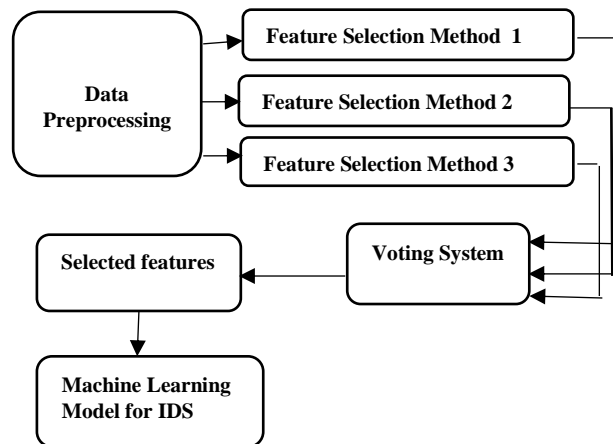 Feature Selection Method 1
Data
Preprocessing
Feature Selection Method 2
Feature Selection Method 3
Selected features
Voting System
Machine Learning
Model for IDS